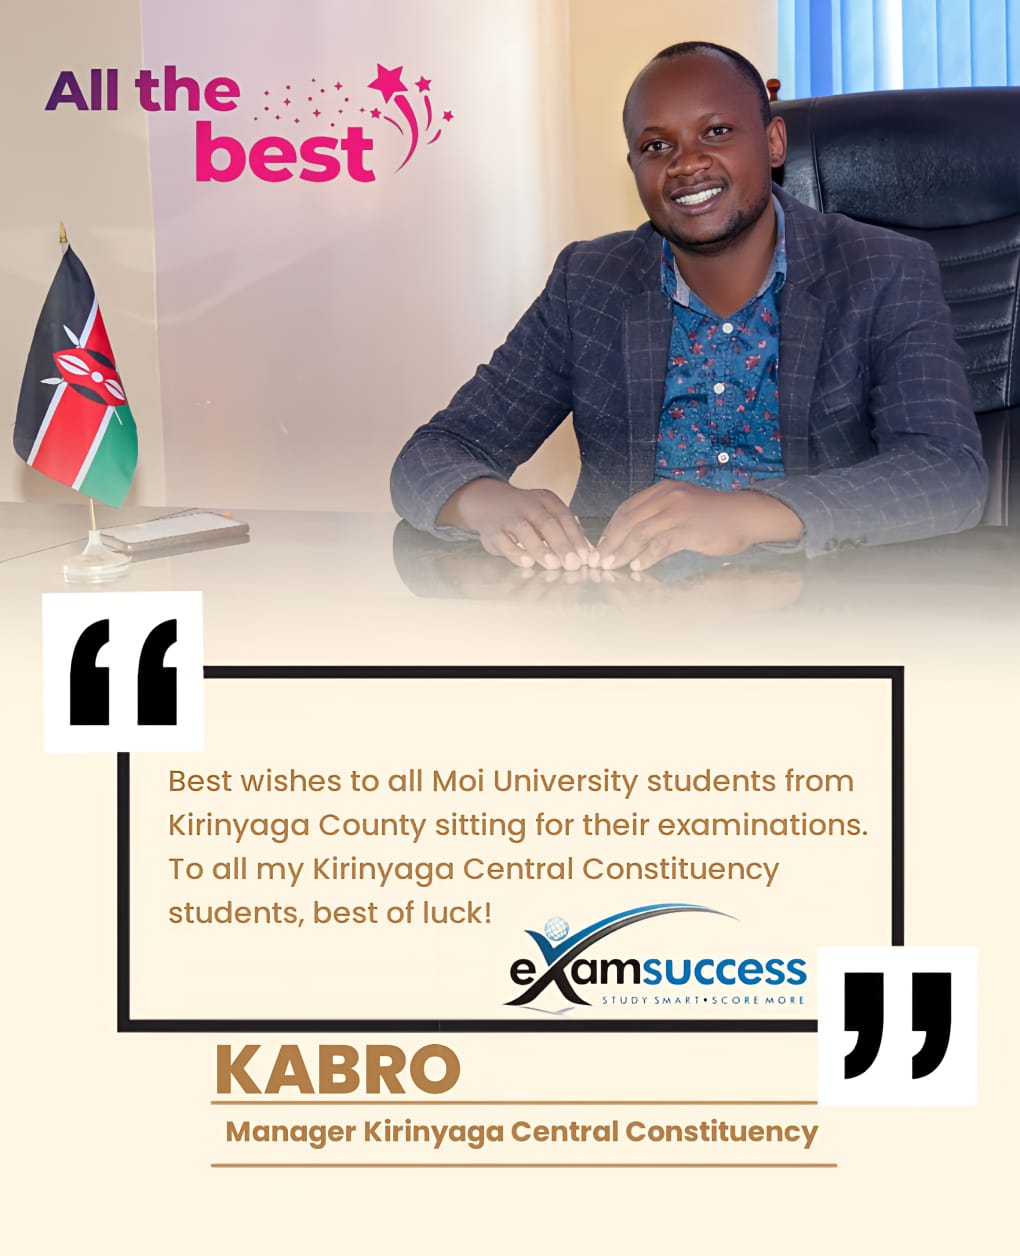 All the
best
“
Best wishes to all Moi University students from
Kirinyaga County sitting for their examinations.
To all my Kirinyaga Central Constituency
students, best of luck!
eXamsuccess
STUDY SMART•SCORE MORE
”
KABRO
Manager Kirinyaga Central Constituency